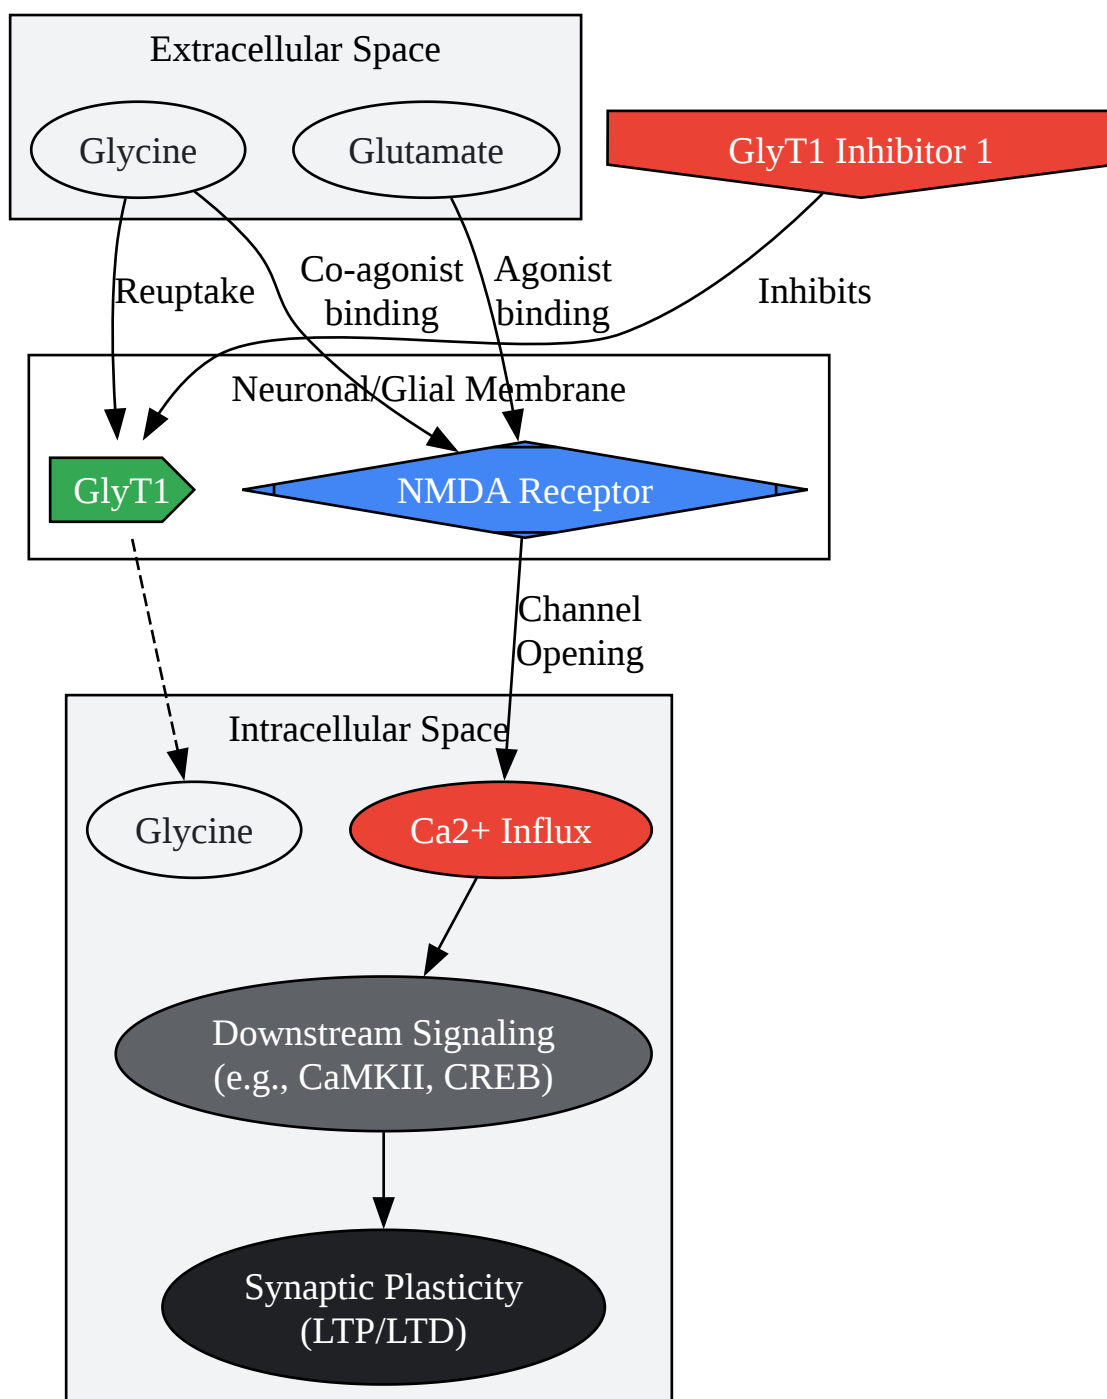 Extracellular Space
Glycine
Glutamate
GlyT1 Inhibitor 1
Reuptake
Co-agonist
binding
Agonist
binding
Inhibits
Neuronal/Glial Membrane
GlyT1
NMDA Receptor
Channel
Opening
Intracellular Space
Glycine
Ca2+ Influx
Downstream Signaling
(e.g., CaMKII, CREB)
Synaptic Plasticity
(LTP/LTD)